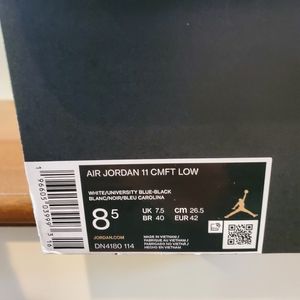 AIR JORDAN 11 CMFT LOW
WHITE/UNIVERSITY BLUE-BLACK
BLANC/NOIR/BLEU CAROLINA
8.5
UK 7.5 cm 26.5
BR 40 EUR 42
JORDAN.COM
DN4180 114
MADE IN VIETNAM /
FABRIQUE AU VIETNAM /
FABRICADO NO VIETNAM /
HECHO EN VIETNAM